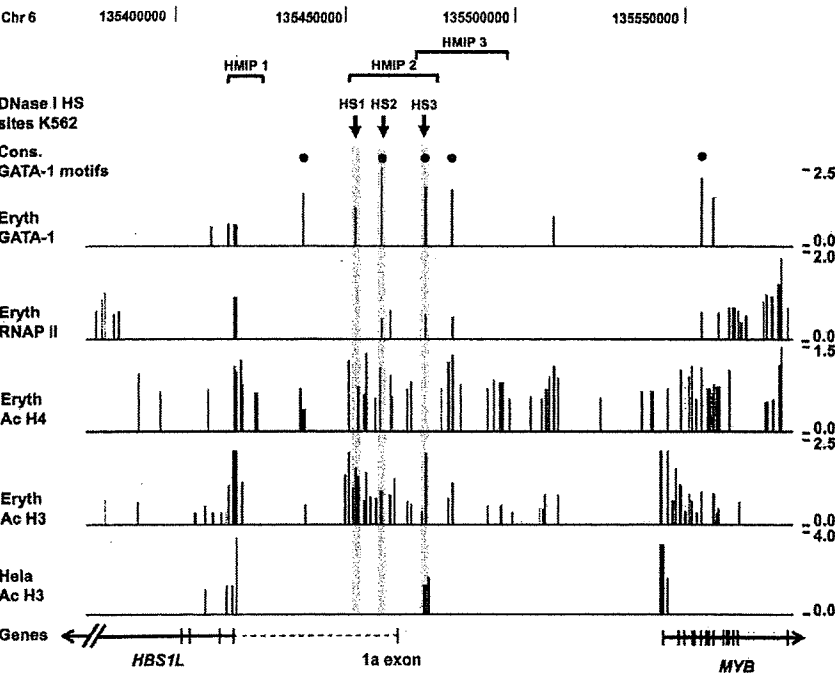 Chr 6 135400000 135450000 135500000 135550000
HMIP 3
HMIP 1 HMIP 2
DNase I HS
sites K562
HS1 HS2 HS3
Cons.
GATA-1 motifs
2.5
Eryth
GATA-1
0.0
2.0
Eryth
RNAP II
0.0
1.5
Eryth
Ac H4
0.0
2.5
Eryth
Ac H3
0.0
4.0
Hela
Ac H3
0.0
Genes
HBS1L 1a exon MYB